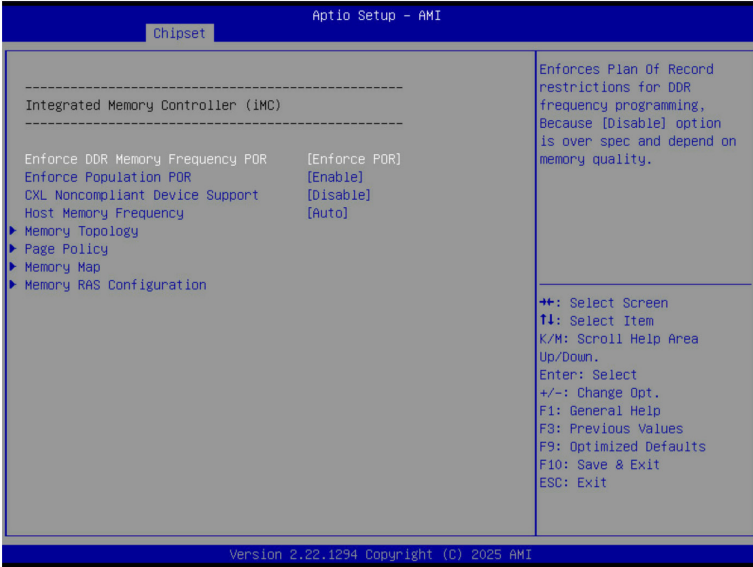 Aptio Setup – AMI
Chipset
--------------------------------------------------
Integrated Memory Controller (iMC)
--------------------------------------------------
Enforce DDR Memory Frequency POR [Enforce POR]
Enforce Population POR [Enable]
CXL Noncompliant Device Support [Disable]
Host Memory Frequency [Auto]
Memory Topology
Page Policy
Memory Map
Memory RAS Configuration
Enforces Plan Of Record
restrictions for DDR
frequency programming,
Because [Disable] option
is over spec and depend on
memory quality.
→←: Select Screen
↑↓: Select Item
K/M: Scroll Help Area
Up/Down.
Enter: Select
+/-: Change Opt.
F1: General Help
F3: Previous Values
F9: Optimized Defaults
F10: Save & Exit
ESC: Exit
Version 2.22.1294 Copyright (C) 2025 AMI